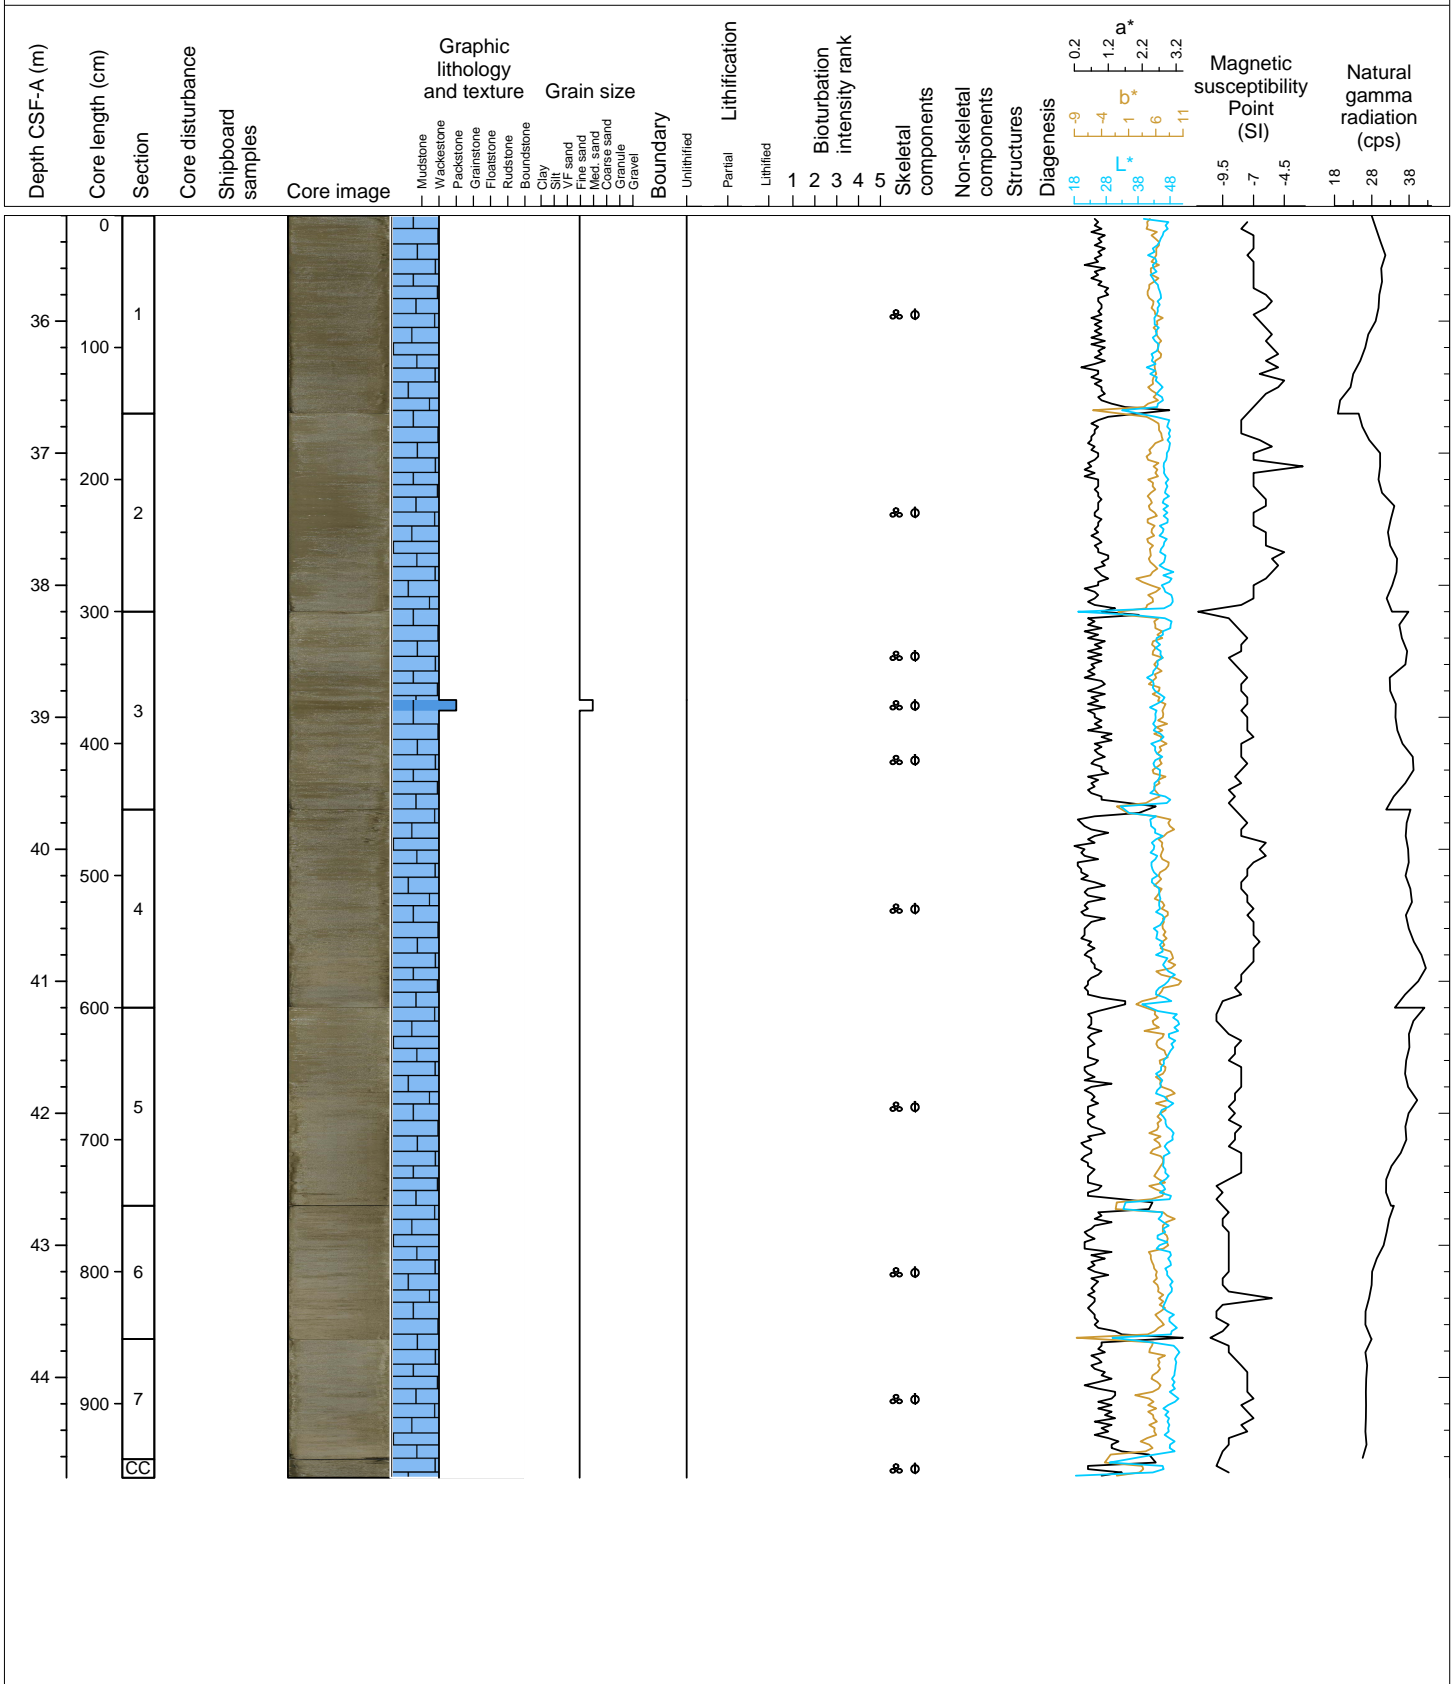 Depth CSF-A (m)
Core length (cm)
Section
Core disturbance
Shipboard
samples
Core image
Graphic
lithology
and texture
Mudstone
Wackestone
Packstone
Grainstone
Floatstone
Rudstone
Boundstone
Grain size
Clay
Silt
VF sand
Fine sand
Med. sand
Coarse sand
Granule
Gravel
Boundary
Lithification
Unlithified
Partial
Lithified
Bioturbation
intensity rank
1 2 3 4 5
Skeletal
components
Non-skeletal
components
Structures
Diagenesis
a*
0.2 1.2 2.2 3.2
b*
-9 -4 1 6 11
L*
18 28 38 48
Magnetic
susceptibility
Point
(SI)
-9.5 -7 -4.5
Natural
gamma
radiation
(cps)
18 28 38
0
1
36
100
37
200
2
38
300
3
39
400
40
500
4
41
600
5
42
700
43
800
6
44
900
7
CC